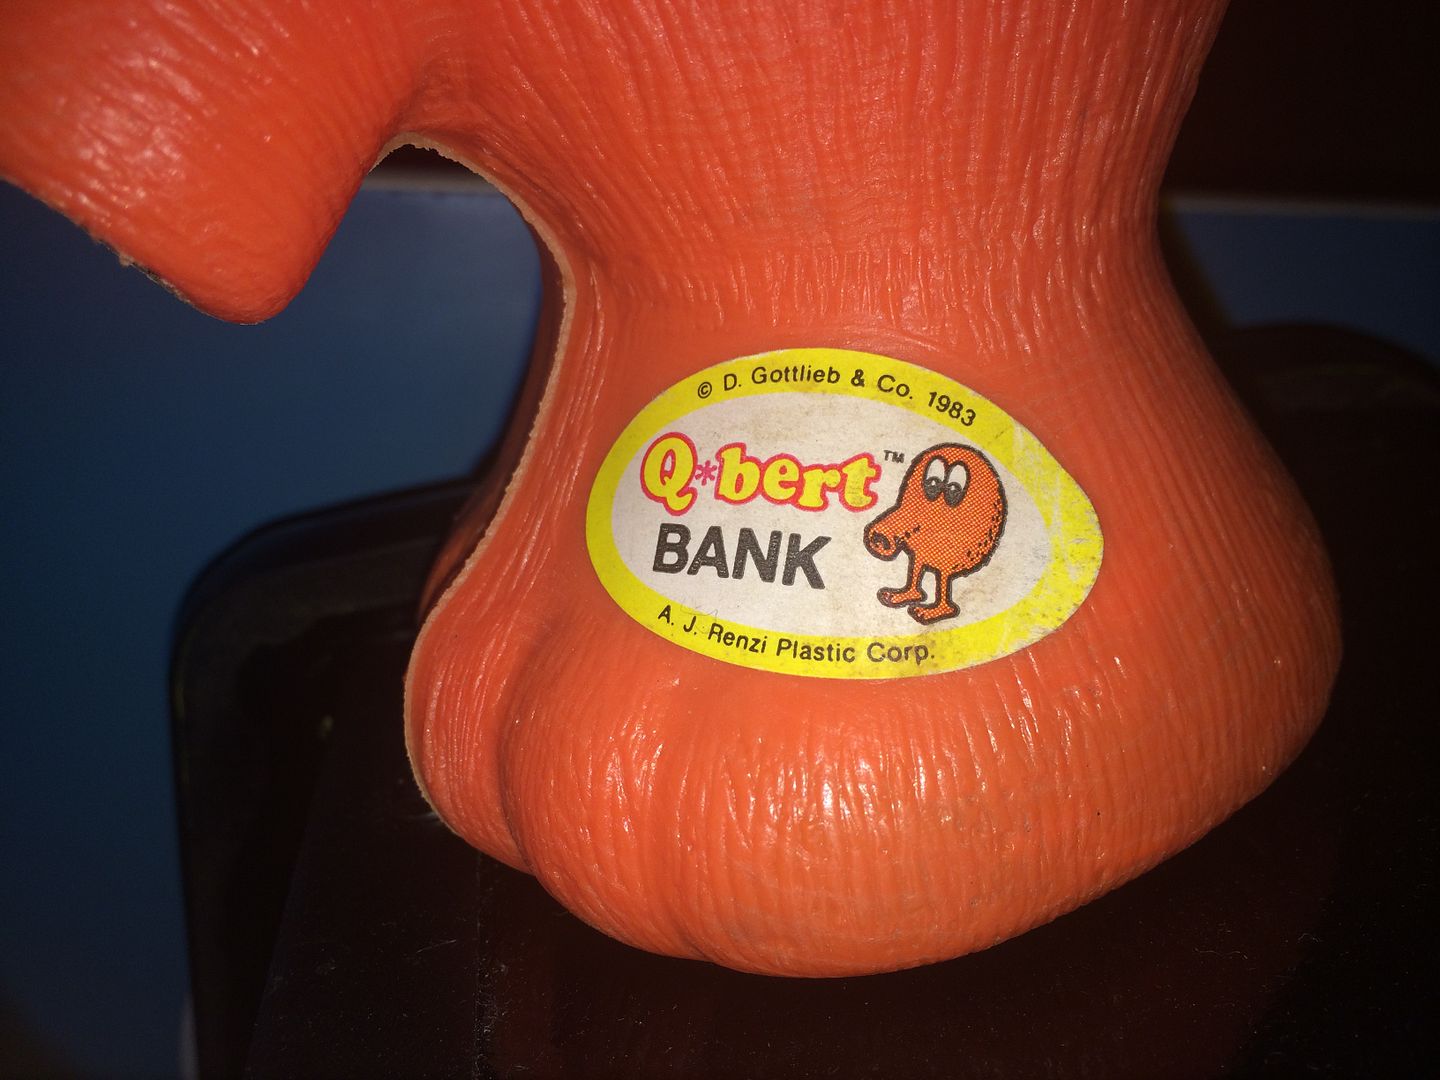 © D. Gottlieb & Co. 1983
Q*bert™
BANK
A. J. Renzi Plastic Corp.